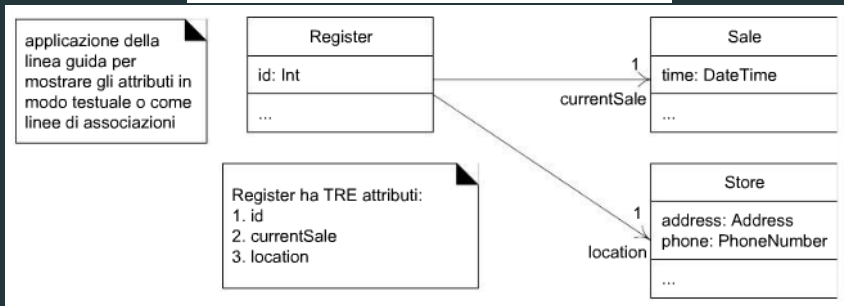 applicazione della
linea guida per
mostrare gli attributi in
modo testuale o come
linee di associazioni
Register
id: Int
...
1
currentSale
Sale
time: DateTime
...
Register ha TRE attributi:
1. id
2. currentSale
3. location
1
location
Store
address: Address
phone: PhoneNumber
...